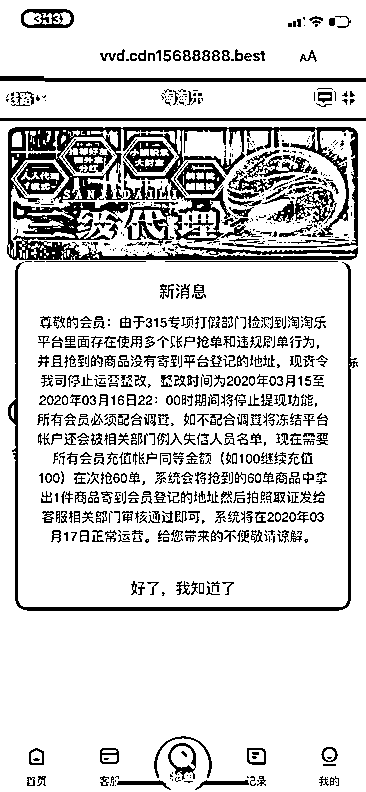 3:13
vvd.cdn15688888.best
AA
线路
淘淘乐
三级代理
新消息
尊敬的会员：由于315专项打假部门检测到淘淘乐
平台里面存在使用多个账户抢单和违规刷单行为，
并且抢到的商品没有寄到平台登记的地址，现责令
我司停止运营整改，整改时间为2020年03月15至
2020年03月16日22：00时期间将停止提现功能，
所有会员必须配合调查，如不配合调查将冻结平台
帐户还会被相关部门例入失信人员名单，现在需要
所有会员充值帐户同等金额（如100继续充值
100）在次抢60单，系统会将抢到的60单商品中拿
出1件商品寄到会员登记的地址然后拍照取证发给
客服相关部门审核通过即可，系统将在2020年03
月17日正常运营。给您带来的不便敬请谅解。
好了，我知道了
首页
客服
抢单
记录
我的